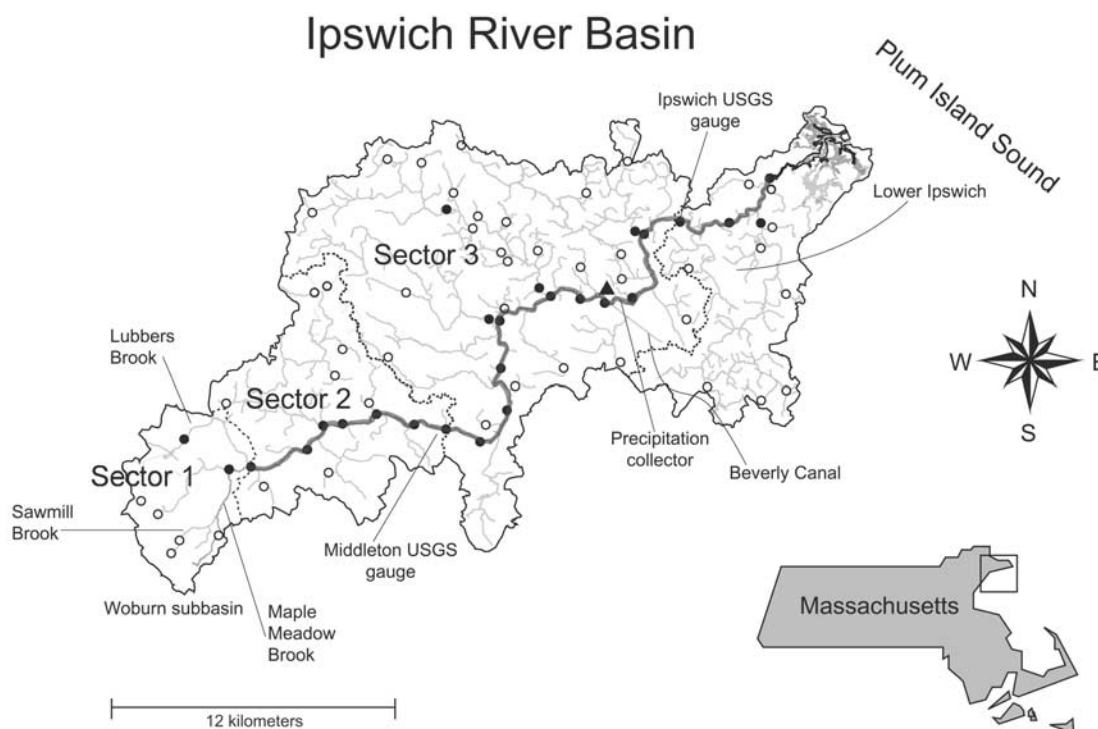 Ipswich River Basin
Plum Island Sound
Ipswich USGS
gauge
Lower Ipswich
Sector 3
N
W
E
S
Lubbers
Brook
Sector 2
Precipitation
collector
Beverly Canal
Sector 1
Sawmill
Brook
Middleton USGS
gauge
Woburn subbasin
Maple
Meadow
Brook
Massachusetts
12 kilometers